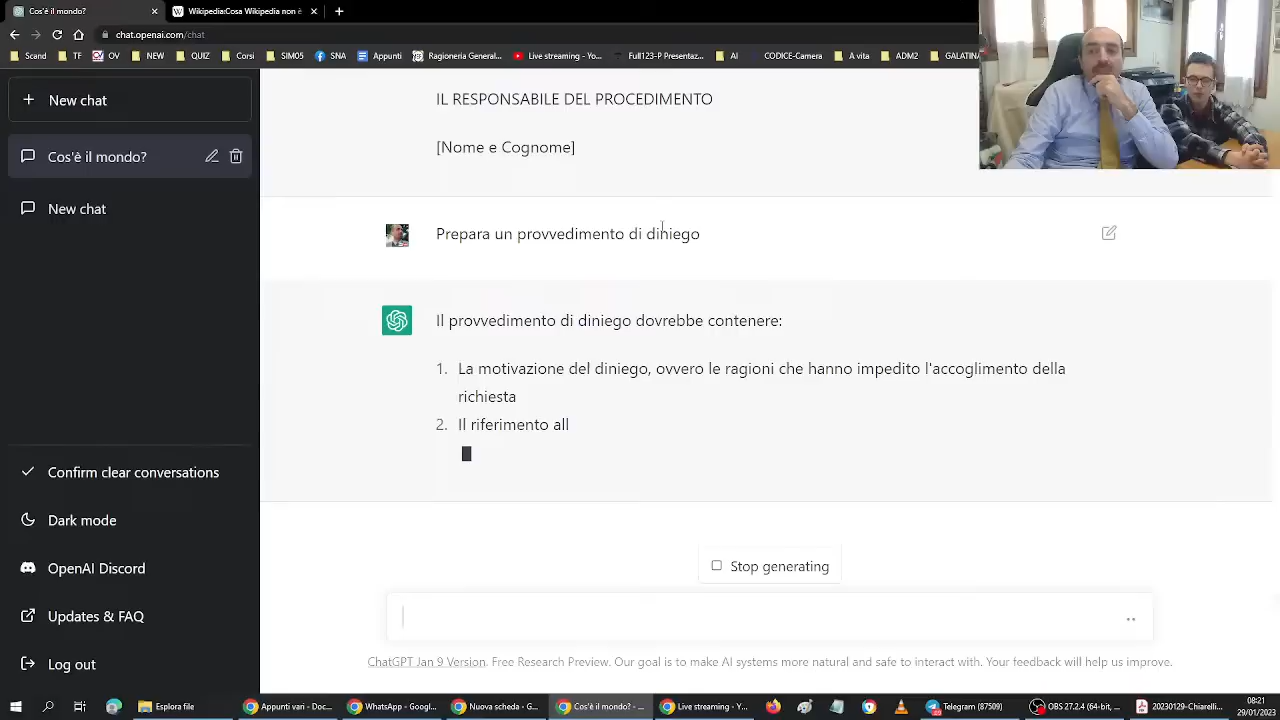 Cos'è il mondo?
Wikipedia:Cosa Wikipedia non è
chat.openai.com/chat
Scand
TF
OV
NEW
QUIZ
Corsi
SIM05
SNA
Appunti
Ragioneria General...
Live streaming - Yo...
Full123-P Presentaz...
AI
CODICE-Camera
A vita
ADM2
GALATINA
New chat
Cos'è il mondo?
New chat
IL RESPONSABILE DEL PROCEDIMENTO
[Nome e Cognome]
Prepara un provvedimento di diniego
Il provvedimento di diniego dovrebbe contenere:
1. La motivazione del diniego, ovvero le ragioni che hanno impedito l'accoglimento della
richiesta
2. Il riferimento all
Confirm clear conversations
Dark mode
OpenAI Discord
Updates & FAQ
Log out
Stop generating
ChatGPT Jan 9 Version. Free Research Preview. Our goal is to make AI systems more natural and safe to interact with. Your feedback will help us improve.
Esplora file
Appunti vari - Doc...
WhatsApp - Googl...
Nuova scheda - G...
Cos'è il mondo? - ...
Live streaming - Y...
Telegram (87509)
OBS 27.2.4 (64-bit, ...
20230129-Chiarelli...
08:21
29/01/2023